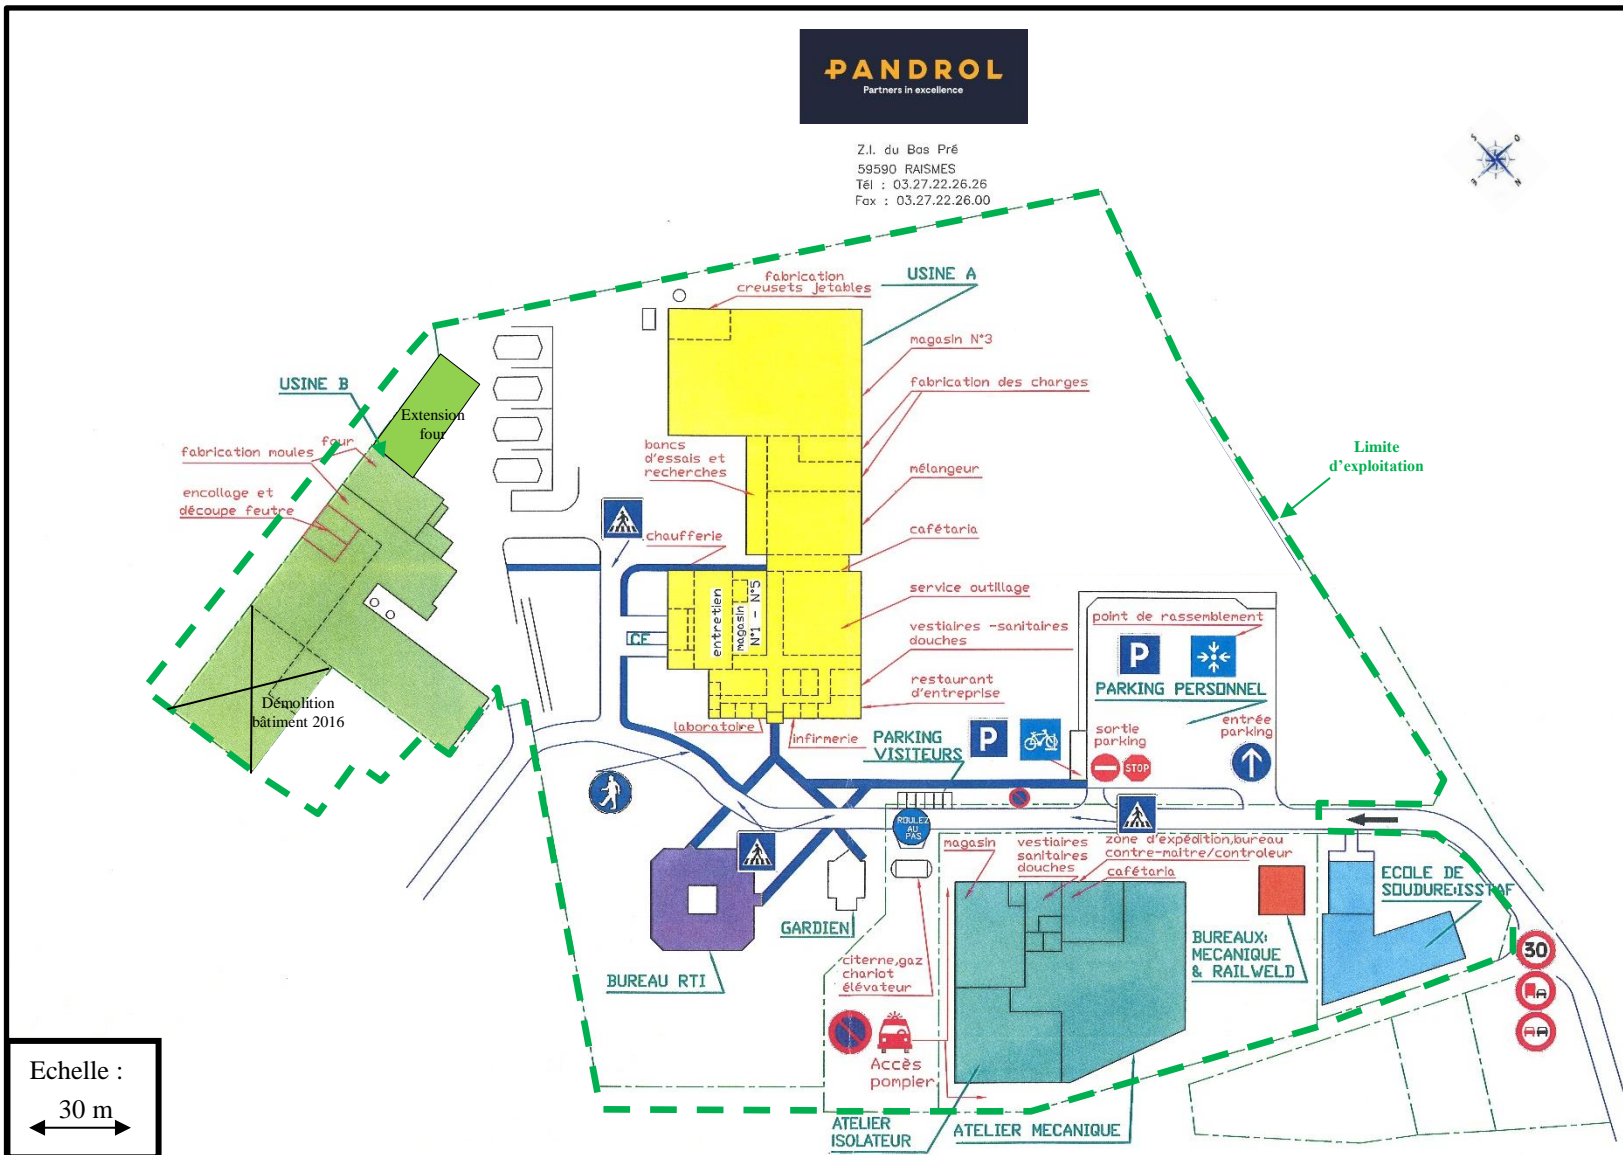 PANDROL
Partners in excellence
Z.I. du Bas Pré
59590 RAISMES
Tél : 03.27.22.26.26
Fax : 03.27.22.26.00
S
O
E
N
fabrication
creusets jetables
USINE A
magasin N°3
fabrication des charges
USINE B
Extension
four
four
fabrication moules
encollage et
découpe feutre
bancs
d'essais et
recherches
mélangeur
Limite
d'exploitation
chaufferie
cafétaria
entretien
magasin
N°1 - N°5
service outillage
CE
vestiaires -sanitaires
douches
point de rassemblement
P
PARKING PERSONNEL
restaurant
d'entreprise
Démolition
bâtiment 2016
laboratoire
infirmerie
PARKING
VISITEURS
P
sortie
parking
STOP
entrée
parking
ROULEZ
AU
PAS
magasin
vestiaires
sanitaires
douches
zone d'expédition,bureau
contre-maitre/controleur
cafétaria
ECOLE DE
SOUDURE:ISSTAF
GARDIEN
BUREAU RTI
citerne,gaz
chariot
élévateur
BUREAUX:
MECANIQUE
& RAILWELD
30
Accès
pompier
ATELIER
ISOLATEUR
ATELIER MECANIQUE
Echelle :
30 m